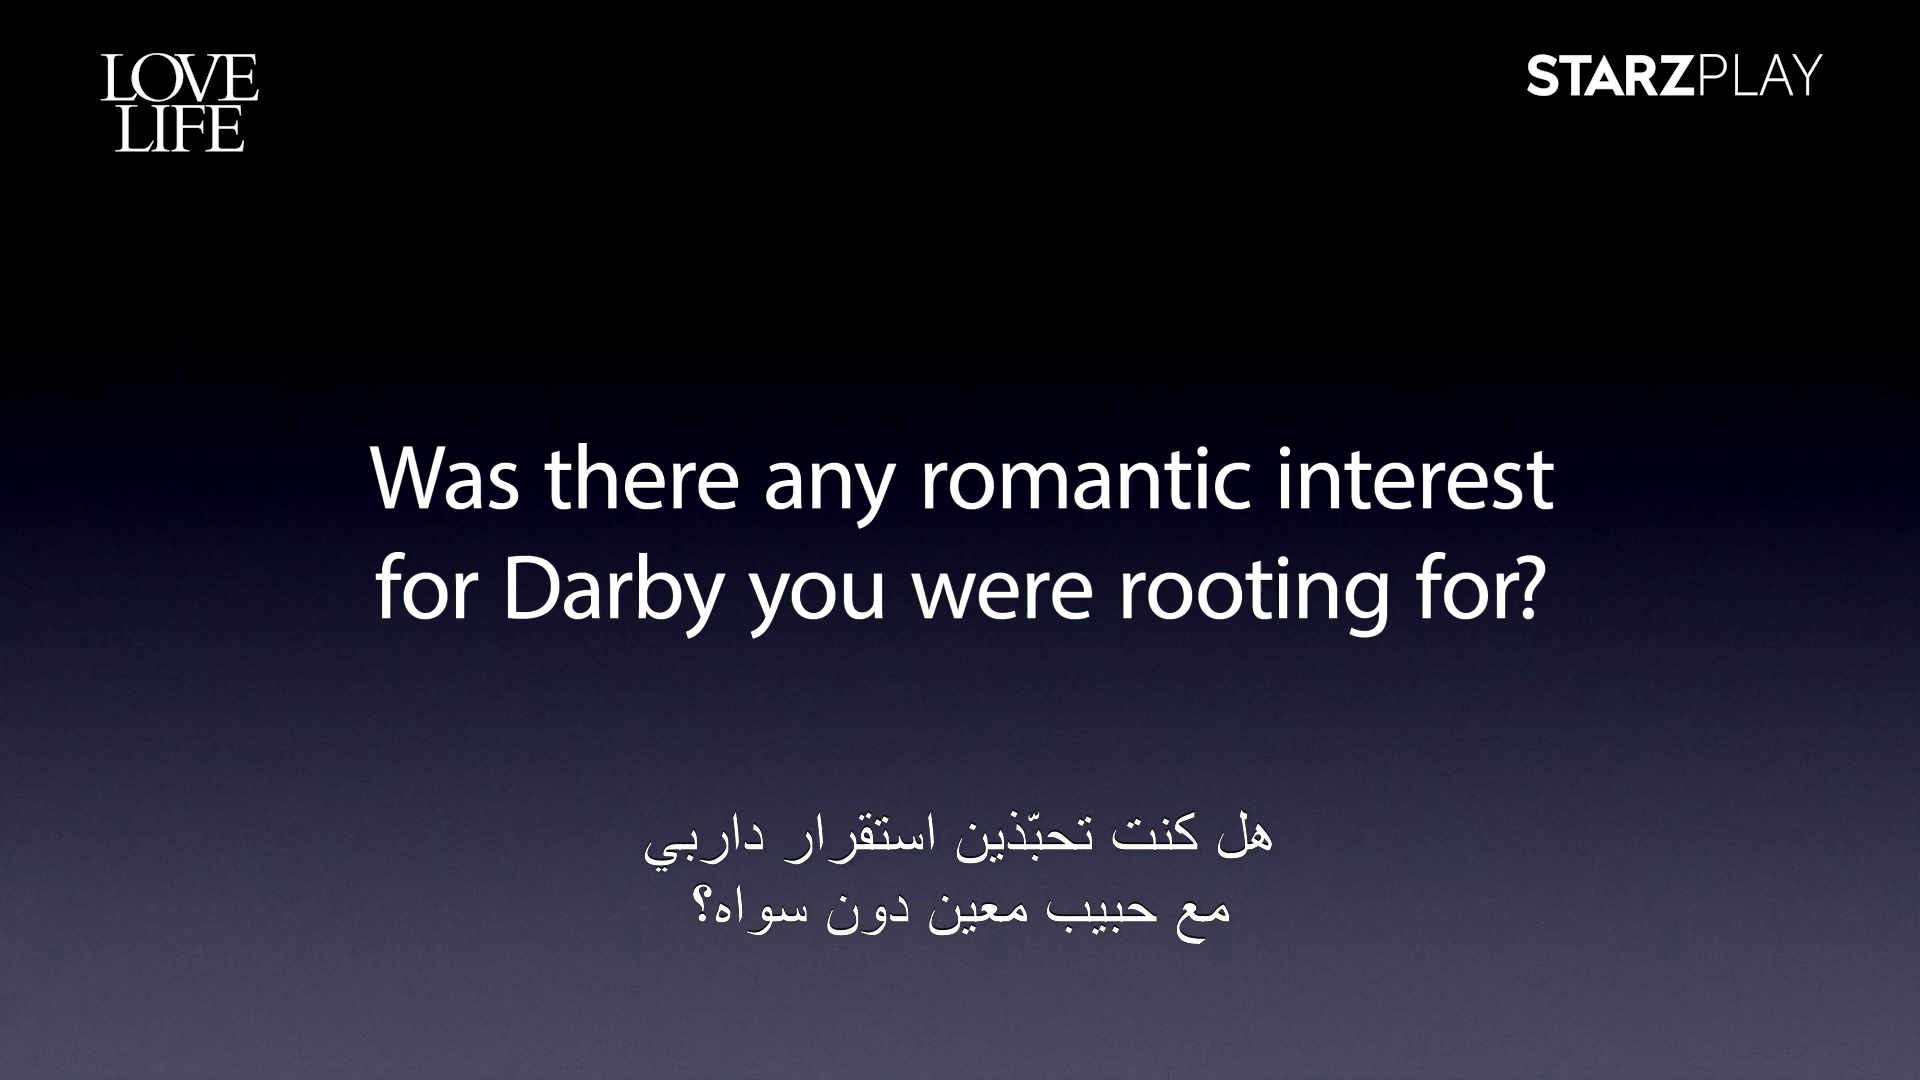 LOVE
LIFE
STARZPLAY
Was there any romantic interest
for Darby you were rooting for?
هل كنت تحبّذين استقرار داربي
مع حبيب معين دون سواه؟